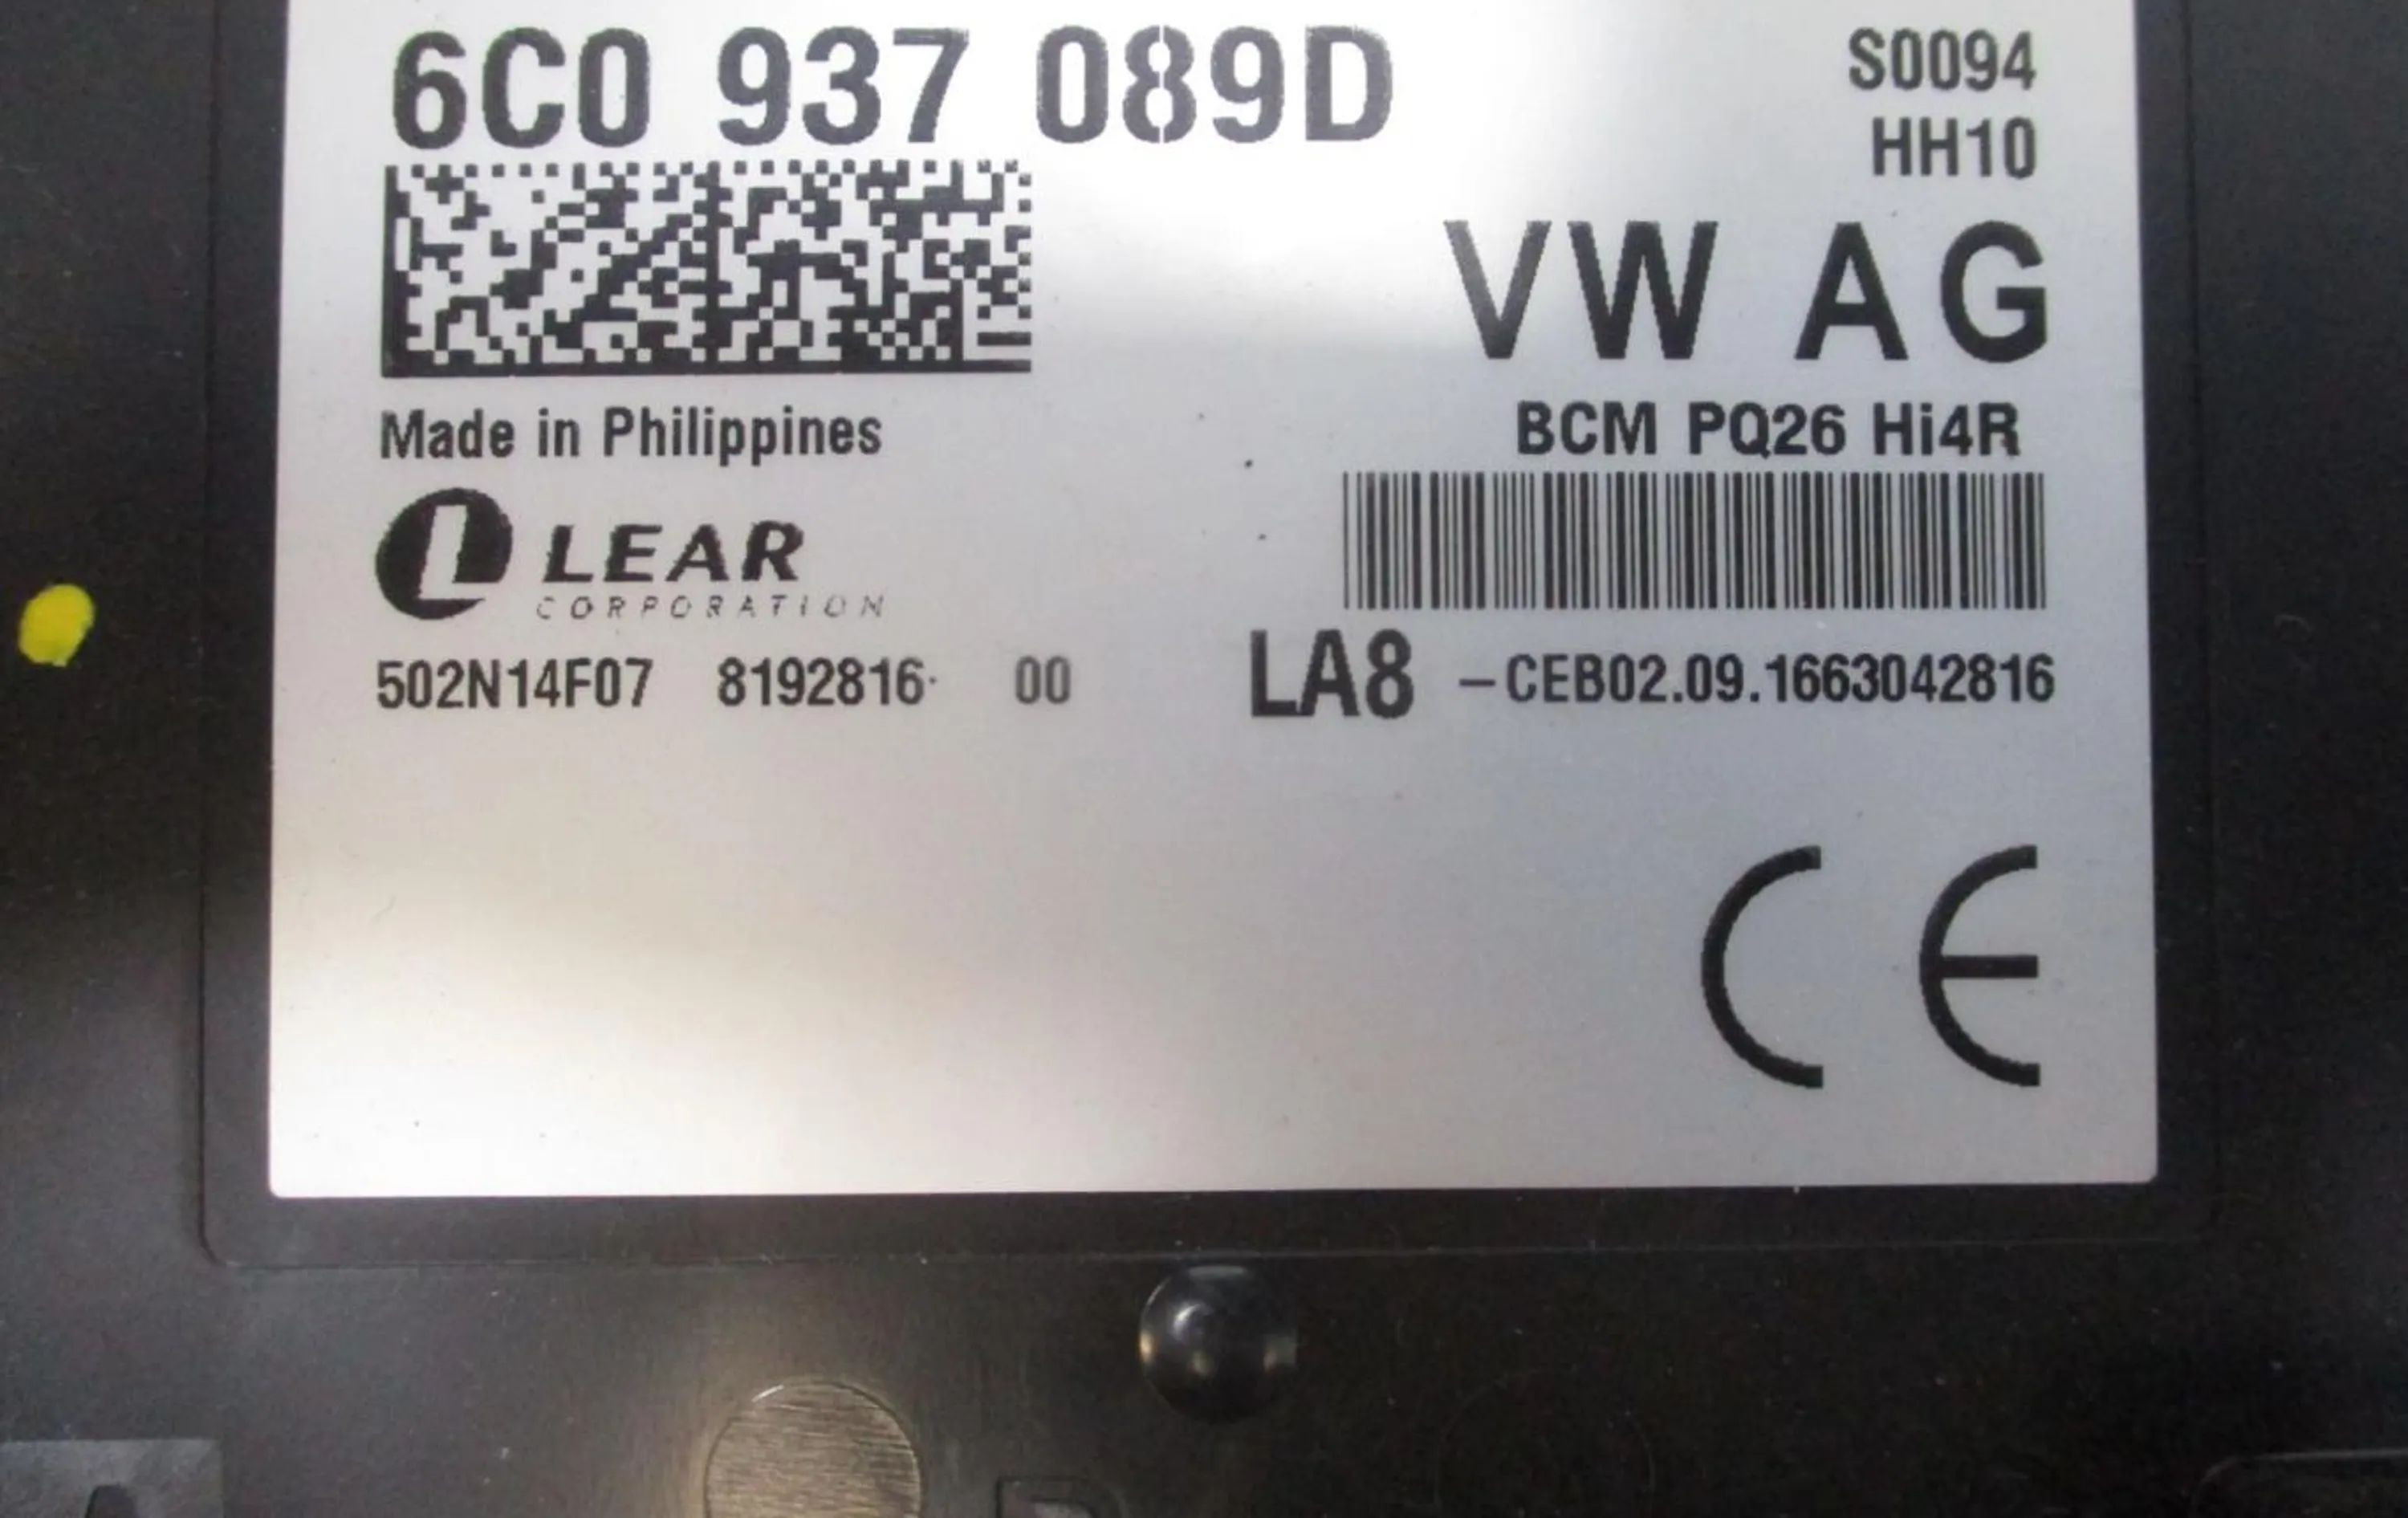 6C0 937 089D
S0094
HH10
VW AG
Made in Philippines
BCM PQ26 Hi4R
LEAR
CORPORATION
502N14F07 8192816 00
LA8 -CEB02.09.1663042816
CE